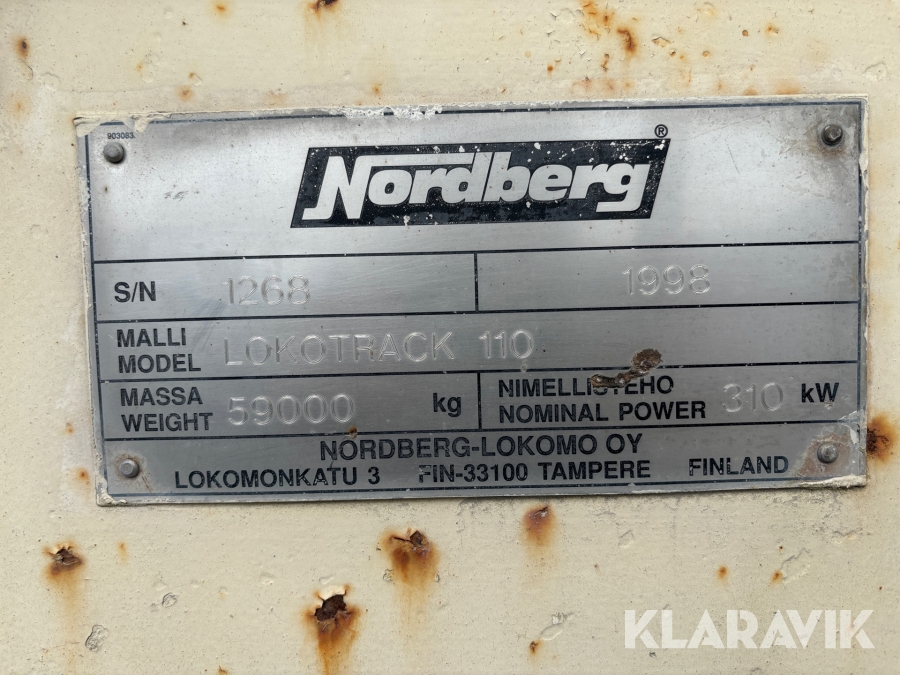 903083
Nordberg®
S/N 1268 1998
MALLI
MODEL LOKOTRACK 110
MASSA
WEIGHT 59000 kg
NIMELLISTEHO
NOMINAL POWER 310 kW
NORDBERG-LOKOMO OY
LOKOMONKATU 3 FIN-33100 TAMPERE FINLAND
KLARAVIK